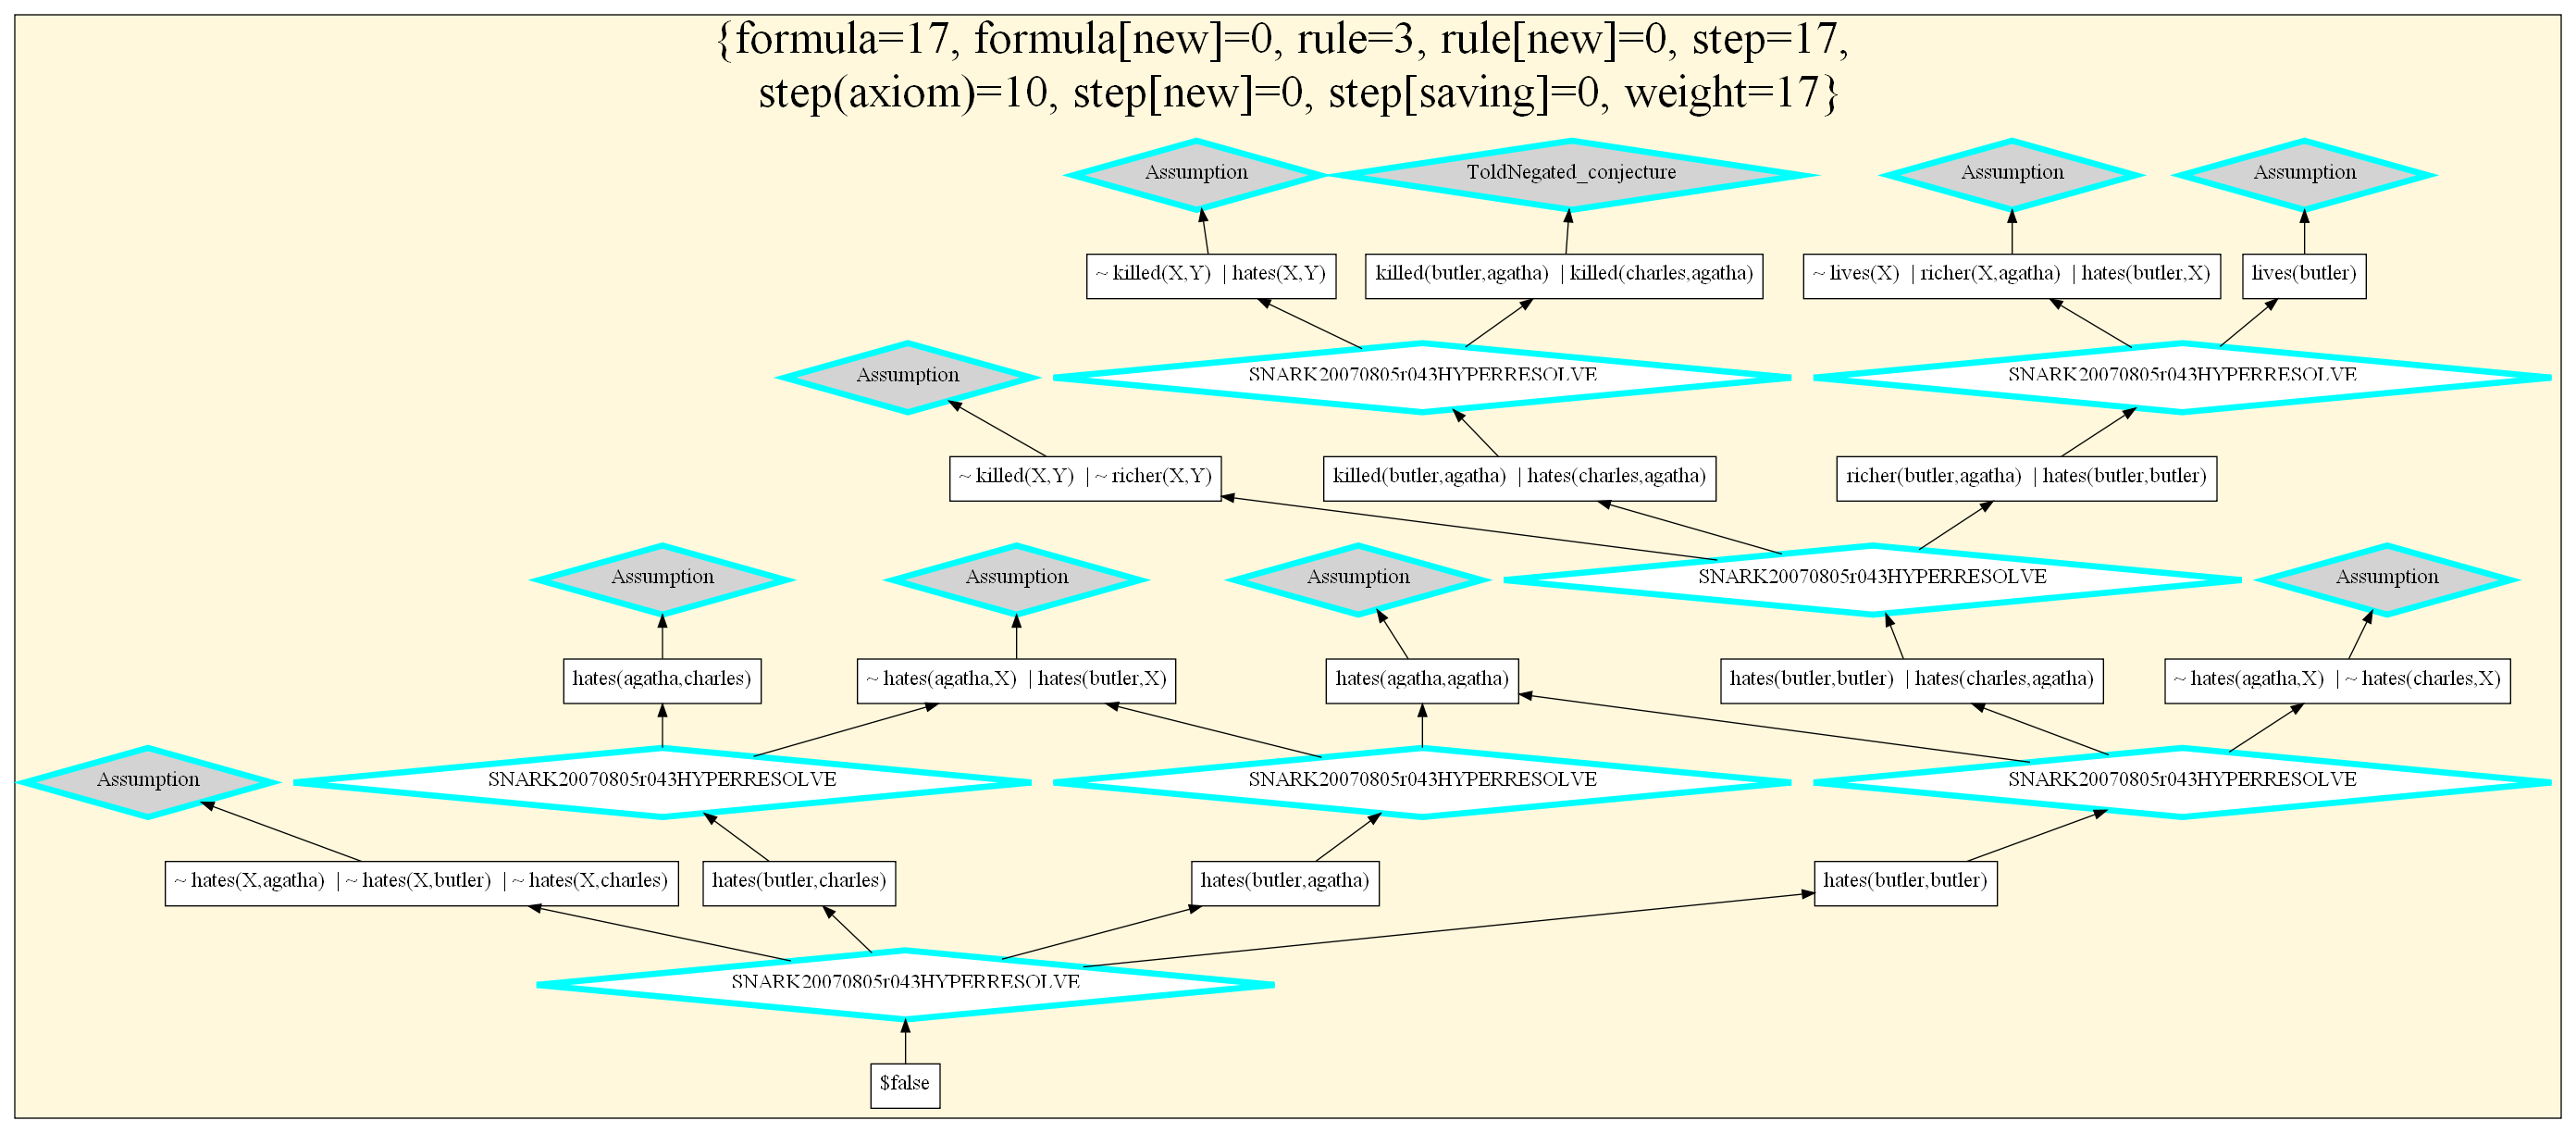 {formula=17, formula[new]=0, rule=3, rule[new]=0, step=17,
step(axiom)=10, step[new]=0, step[saving]=0, weight=17}
Assumption
ToldNegated_conjecture
Assumption
Assumption
~ killed(X,Y) | hates(X,Y)
killed(butler,agatha) | killed(charles,agatha)
~ lives(X) | richer(X,agatha) | hates(butler,X)
lives(butler)
Assumption
SNARK20070805r043HYPERRESOLVE
SNARK20070805r043HYPERRESOLVE
~ killed(X,Y) | ~ richer(X,Y)
killed(butler,agatha) | hates(charles,agatha)
richer(butler,agatha) | hates(butler,butler)
Assumption
Assumption
Assumption
SNARK20070805r043HYPERRESOLVE
Assumption
hates(agatha,charles)
~ hates(agatha,X) | hates(butler,X)
hates(agatha,agatha)
hates(butler,butler) | hates(charles,agatha)
~ hates(agatha,X) | ~ hates(charles,X)
Assumption
SNARK20070805r043HYPERRESOLVE
SNARK20070805r043HYPERRESOLVE
SNARK20070805r043HYPERRESOLVE
~ hates(X,agatha) | ~ hates(X,butler) | ~ hates(X,charles)
hates(butler,charles)
hates(butler,agatha)
hates(butler,butler)
SNARK20070805r043HYPERRESOLVE
$false